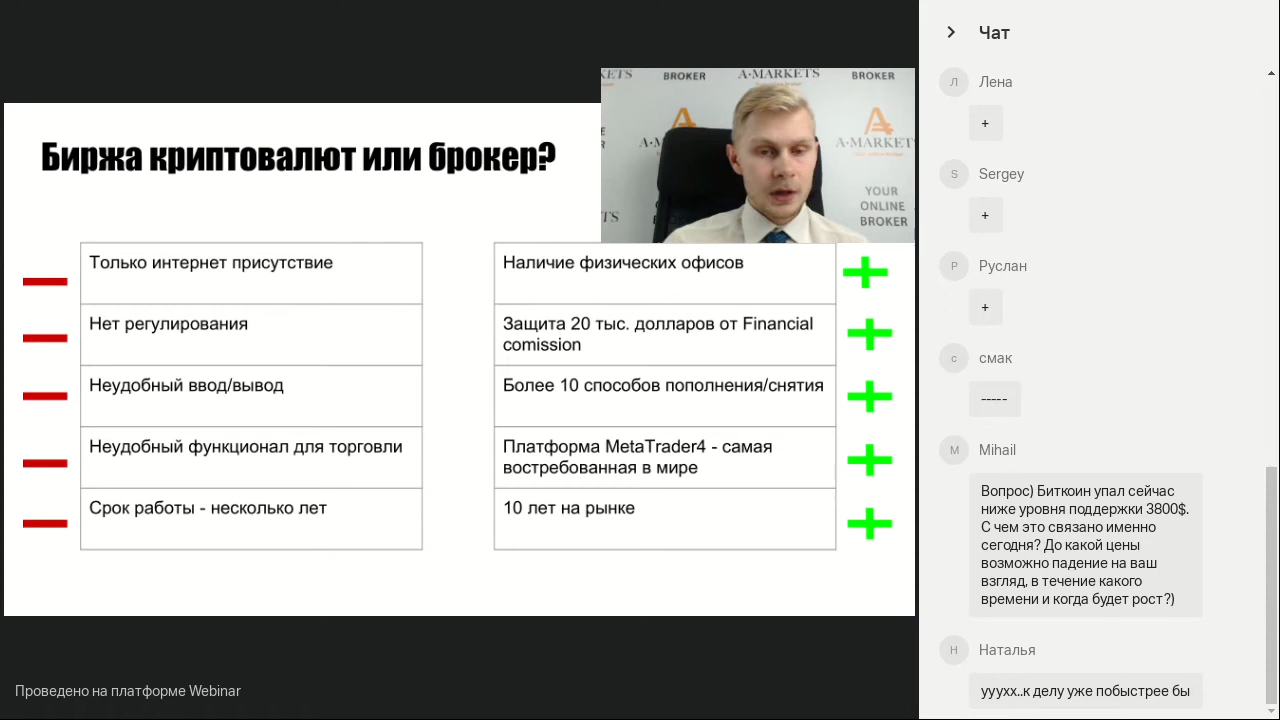 Биржа криптовалют или брокер?
KETS
BROKER
A·MARKETS
BROKER
A·M
A·MARKETS
YOUR
ONLINE
BROKER
Только интернет присутствие
Нет регулирования
Неудобный ввод/вывод
Неудобный функционал для торговли
Срок работы - несколько лет
Наличие физических офисов
Защита 20 тыс. долларов от Financial
comission
Более 10 способов пополнения/снятия
Платформа MetaTrader4 - самая
востребованная в мире
10 лет на рынке
Проведено на платформе Webinar
Чат
Л
Лена
+
S
Sergey
+
Р
Руслан
+
с
смак
-----
M
Mihail
Вопрос) Биткоин упал сейчас
ниже уровня поддержки 3800$.
С чем это связано именно
сегодня? До какой цены
возможно падение на ваш
взгляд, в течение какого
времени и когда будет рост?)
Н
Наталья
ууухх..к делу уже побыстрее бы